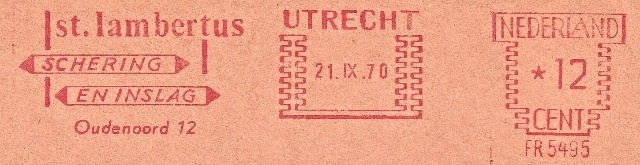 st. lambertus
SCHERING
EN INSLAG
Oudenoord 12
UTRECHT
21.IX.70
NEDERLAND
* 12
CENT
FR 5495